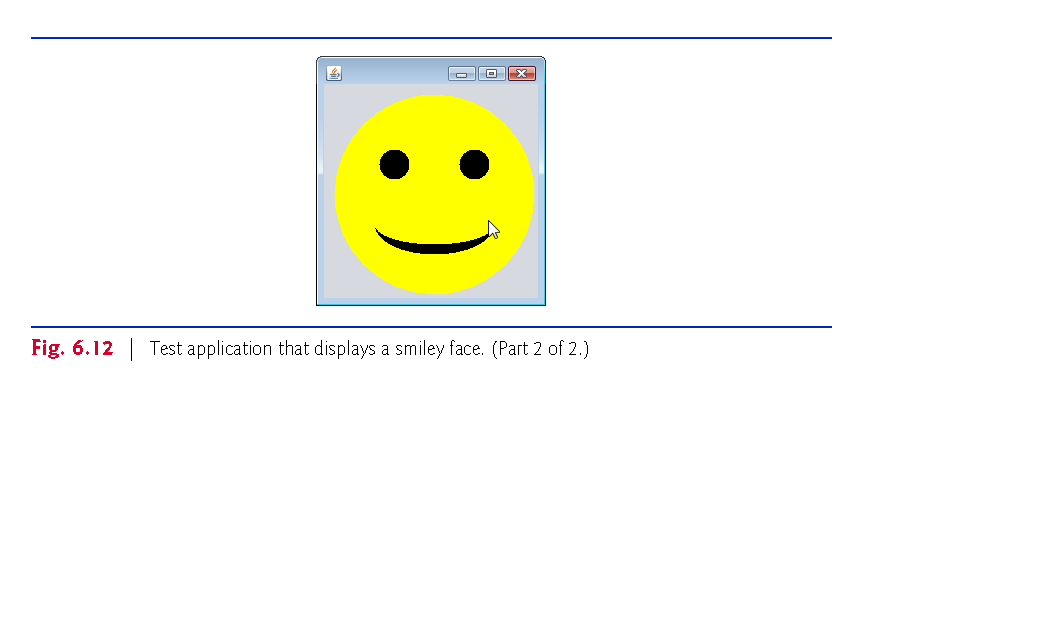 Fig. 6.12 | Test application that displays a smiley face. (Part 2 of 2.)